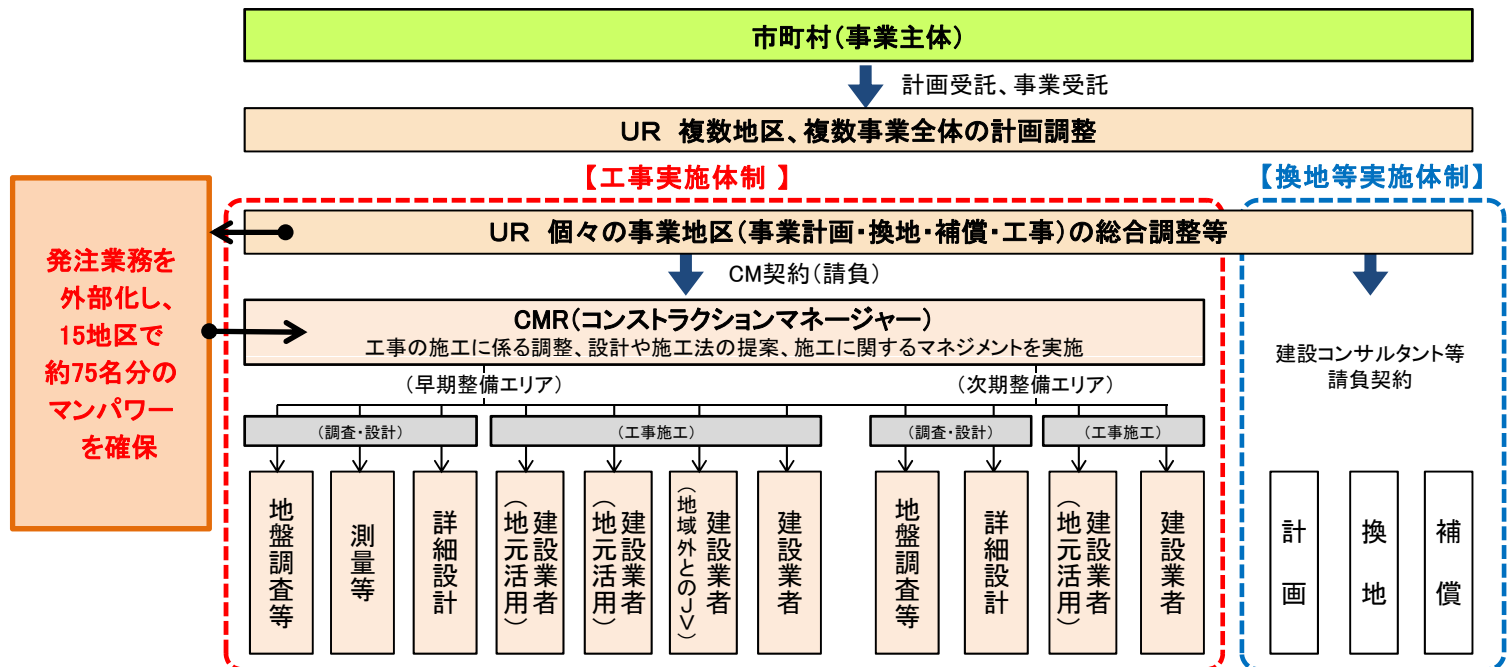 市町村(事業主体)
計画受託、事業受託
UR 複数地区、複数事業全体の計画調整
【工事実施体制 】
【換地等実施体制】
UR 個々の事業地区(事業計画・換地・補償・工事)の総合調整等
発注業務を
外部化し、
15地区で
約75名分の
マンパワー
を確保
CM契約(請負)
CMR(コンストラクションマネージャー)
工事の施工に係る調整、設計や施工法の提案、施工に関するマネジメントを実施
建設コンサルタント等
請負契約
(早期整備エリア)
(次期整備エリア)
(調査・設計)
(工事施工)
(調査・設計)
(工事施工)
地盤調査等
測量等
詳細設計
建設業者
(地元活用)
建設業者
(地元活用)
建設業者
(地域外とのJV)
建設業者
地盤調査等
詳細設計
建設業者
(地元活用)
建設業者
計画
換地
補償